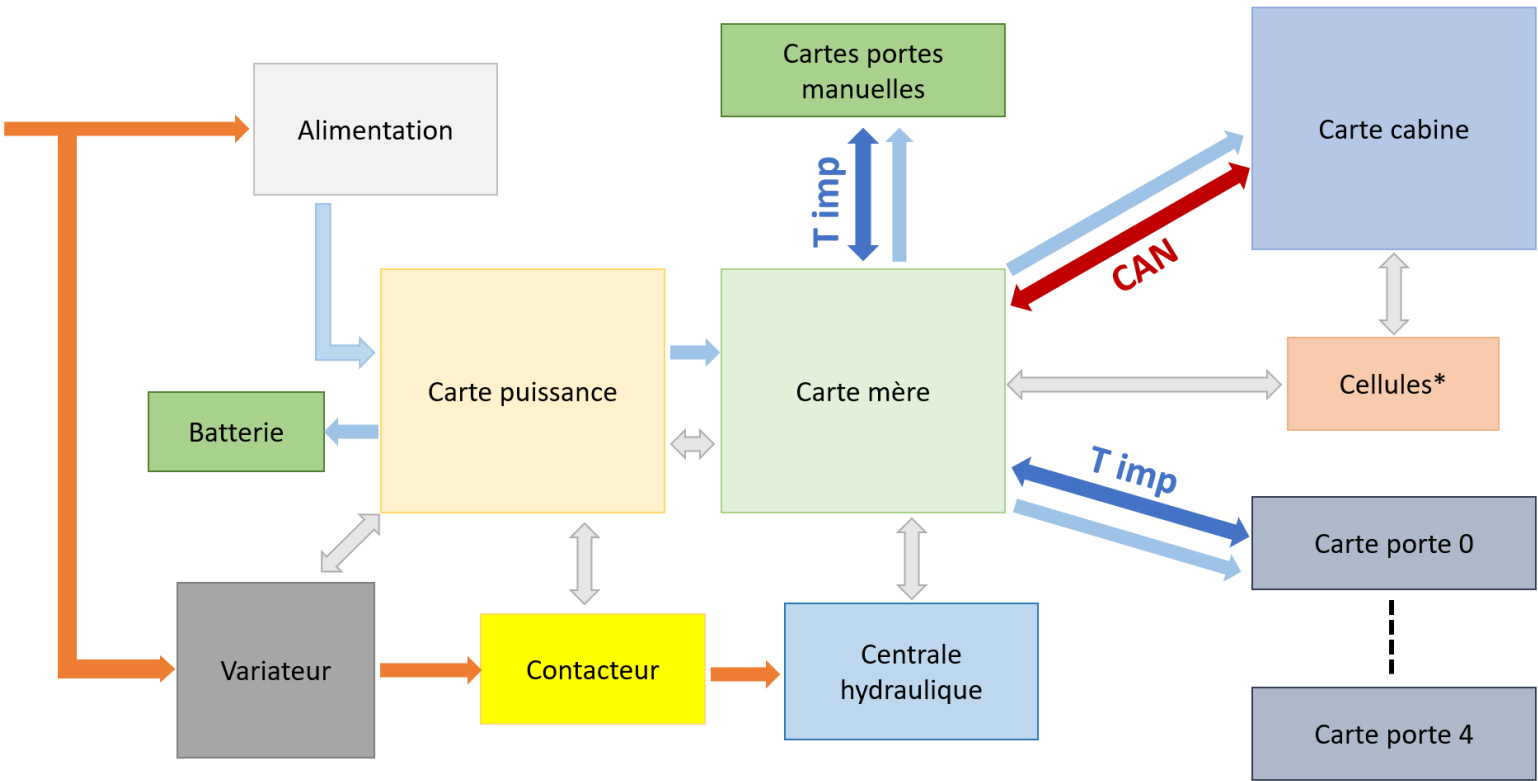 Cartes portes
manuelles
Alimentation
Carte cabine
T imp
CAN
Carte puissance
Carte mère
Cellules*
Batterie
T imp
Carte porte 0
Variateur
Contacteur
Centrale
hydraulique
Carte porte 4